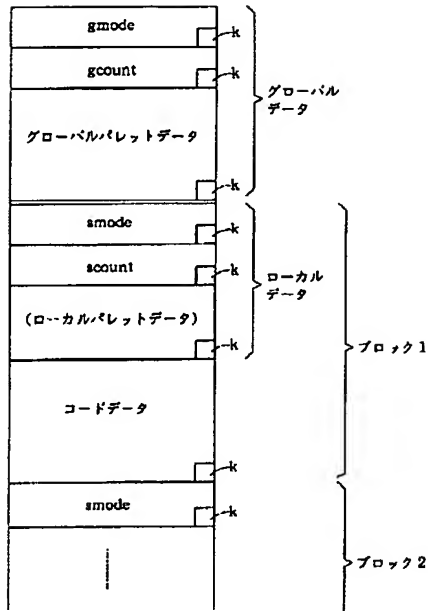 gmode
k
gcount
k
グローバルパレットデータ
k
グローバル
データ
smode
k
scount
k
(ローカルパレットデータ)
k
ローカル
データ
コードデータ
k
ブロック1
smode
k
ブロック2